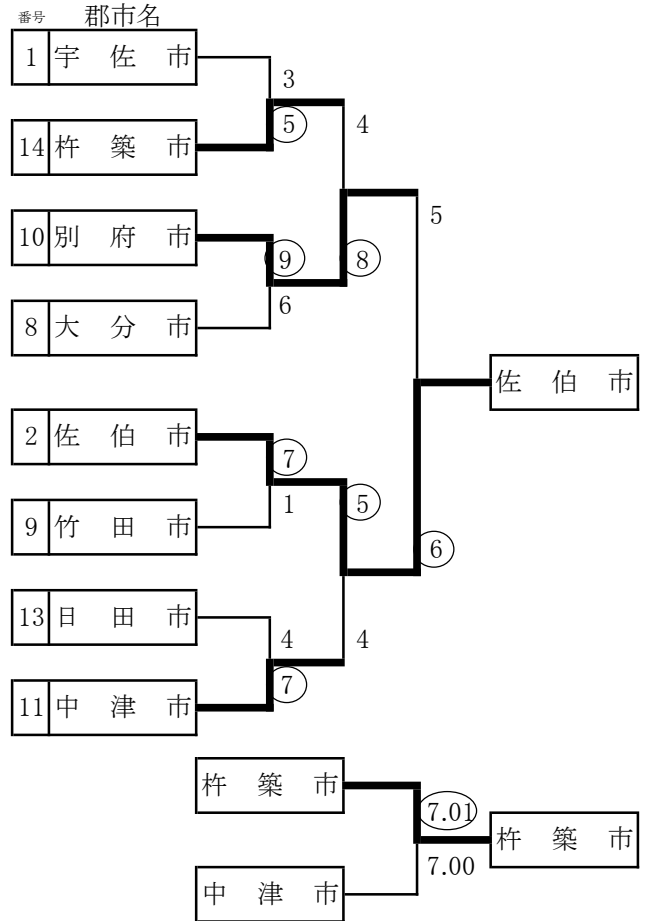 番号 郡市名
1 宇佐市
3
⑤ 4
14 杵築市
5
10 別府市
⑨ ⑧
6
8 大分市
佐伯市
2 佐伯市
⑦
1 ⑤
9 竹田市
⑥
13 日田市
4 4
⑦
11 中津市
杵築市
7.01 杵築市
7.00
中津市